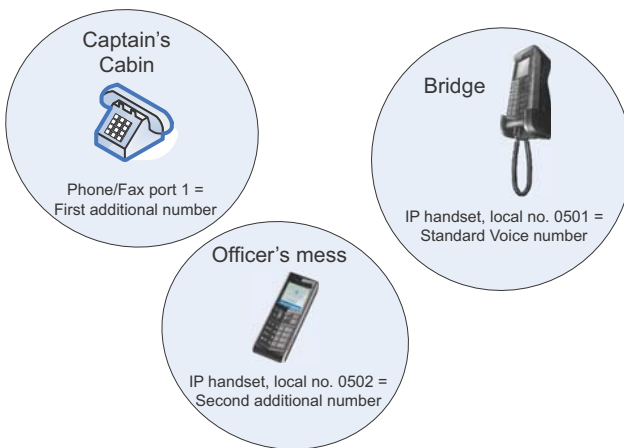 Captain's
Cabin
Phone/Fax port 1 =
First additional number
Bridge
IP handset, local no. 0501 =
Standard Voice number
Officer's mess
IP handset, local no. 0502 =
Second additional number